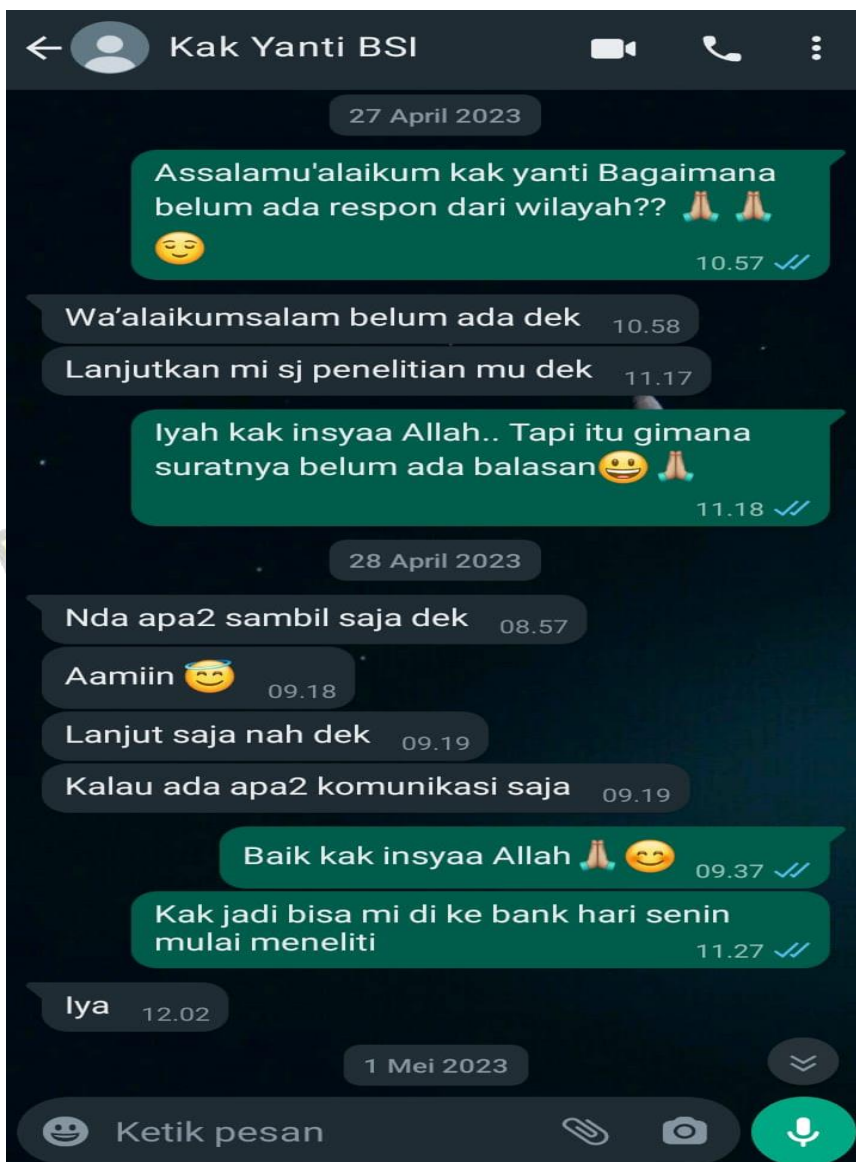 Kak Yanti BSI
27 April 2023
Assalamu'alaikum kak yanti Bagaimana
belum ada respon dari wilayah?? 🙏🏼 🙏🏼
😌
10.57
Wa’alaikumsalam belum ada dek 10.58
Lanjutkan mi sj penelitian mu dek 11.17
Iyah kak insyaa Allah.. Tapi itu gimana
suratnya belum ada balasan😃 🙏🏼
11.18
28 April 2023
Nda apa2 sambil saja dek 08.57
Aamiin 😇 09.18
Lanjut saja nah dek 09.19
Kalau ada apa2 komunikasi saja 09.19
Baik kak insyaa Allah 🙏🏼 😊 09.37
Kak jadi bisa mi di ke bank hari senin
mulai meneliti 11.27
Iya 12.02
1 Mei 2023
Ketik pesan